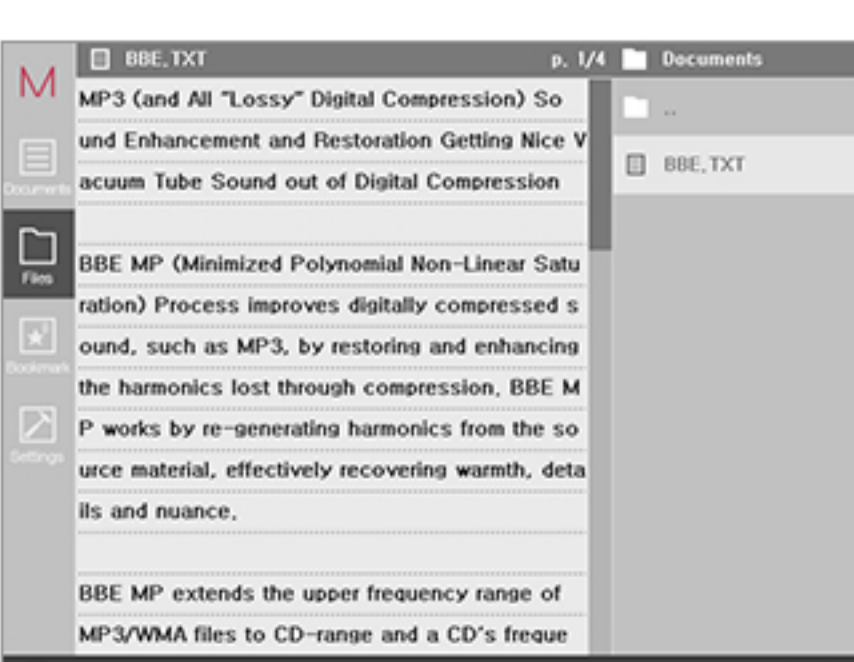 M
Documents
Files
Bookmark
Settings
BBE.TXT
p. 1/4
MP3 (and All "Lossy" Digital Compression) So
und Enhancement and Restoration Getting Nice V
acuum Tube Sound out of Digital Compression
BBE MP (Minimized Polynomial Non-Linear Satu
ration) Process improves digitally compressed s
ound, such as MP3, by restoring and enhancing
the harmonics lost through compression. BBE M
P works by re-generating harmonics from the so
urce material, effectively recovering warmth, deta
ils and nuance.
BBE MP extends the upper frequency range of
MP3/WMA files to CD-range and a CD's freque
Documents
..
BBE.TXT